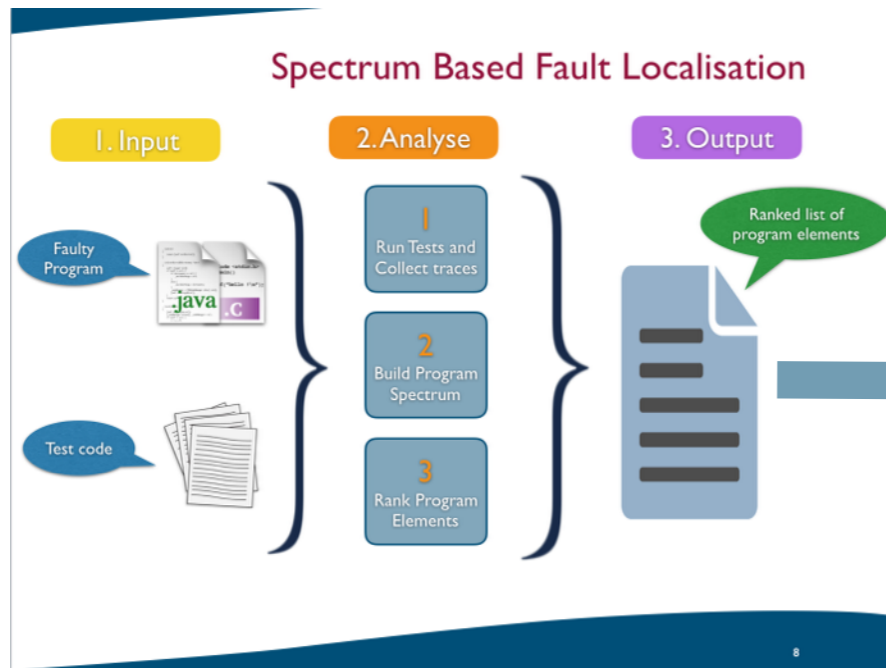 Spectrum Based Fault Localisation
1. Input
2. Analyse
3. Output
Faulty
Program
.java
.C
Test code
1
Run Tests and
Collect traces
2
Build Program
Spectrum
3
Rank Program
Elements
Ranked list of
program elements
8